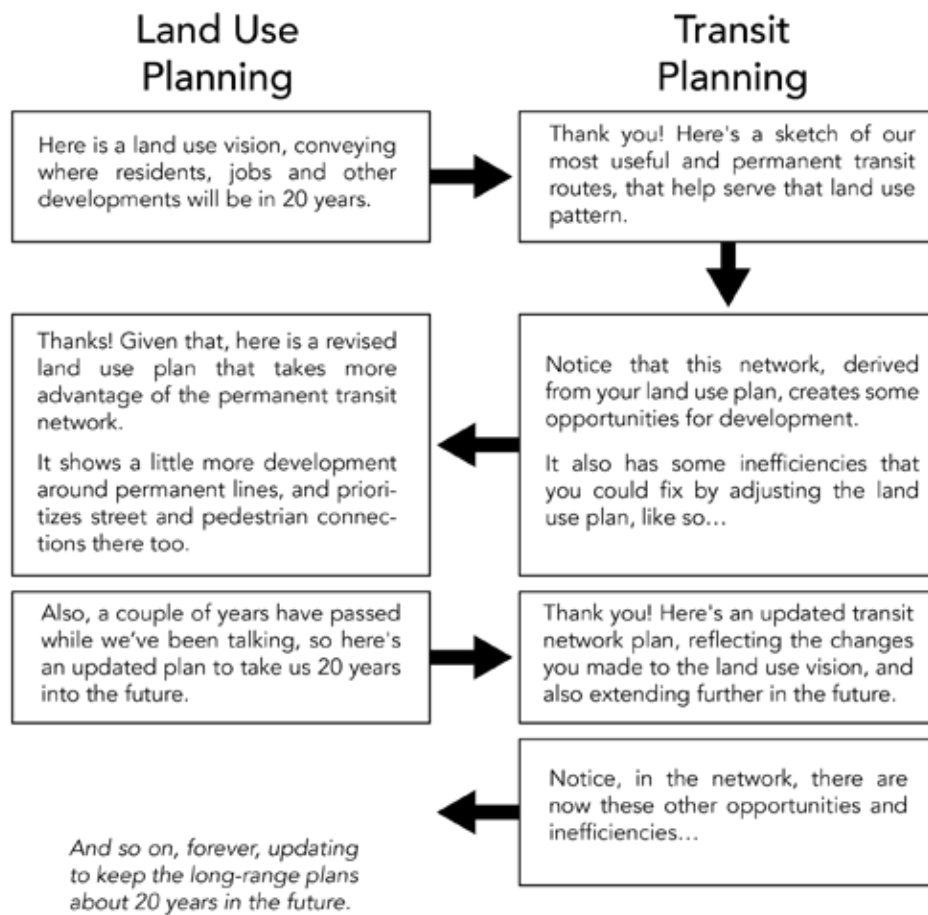 Land Use
Planning
Transit
Planning
Here is a land use vision, conveying
where residents, jobs and other
developments will be in 20 years.
Thank you! Here's a sketch of our
most useful and permanent transit
routes, that help serve that land use
pattern.
Notice that this network, derived
from your land use plan, creates some
opportunities for development.
It also has some inefficiencies that
you could fix by adjusting the land
use plan, like so...
Thanks! Given that, here is a revised
land use plan that takes more
advantage of the permanent transit
network.
It shows a little more development
around permanent lines, and priori-
tizes street and pedestrian connec-
tions there too.
Also, a couple of years have passed
while we've been talking, so here's
an updated plan to take us 20 years
into the future.
Thank you! Here's an updated transit
network plan, reflecting the changes
you made to the land use vision, and
also extending further in the future.
Notice, in the network, there are
now these other opportunities and
inefficiencies...
And so on, forever, updating
to keep the long-range plans
about 20 years in the future.